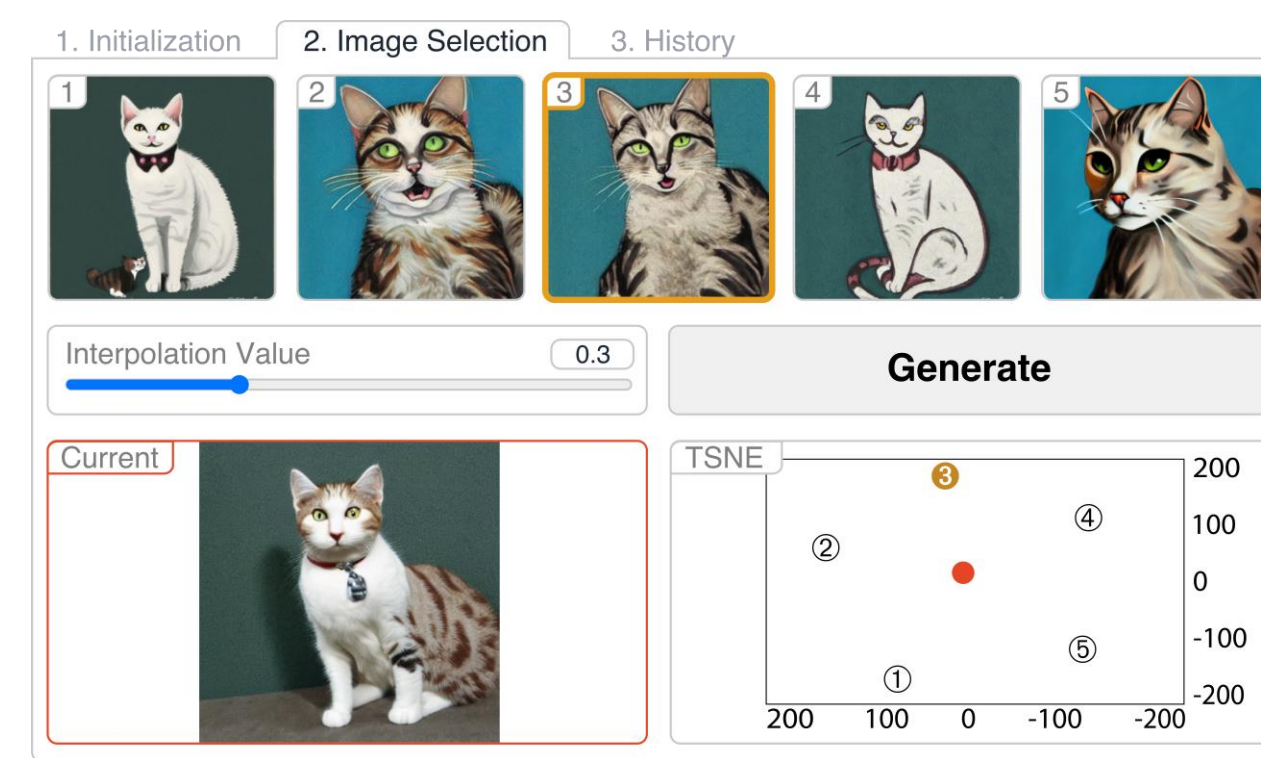 1. Initialization 2. Image Selection 3. History
1 2 3 4 5
Interpolation Value 0.3
Generate
Current
TSNE
3
4
2
5
1
200
100
0
-100
-200
200 100 0 -100 -200